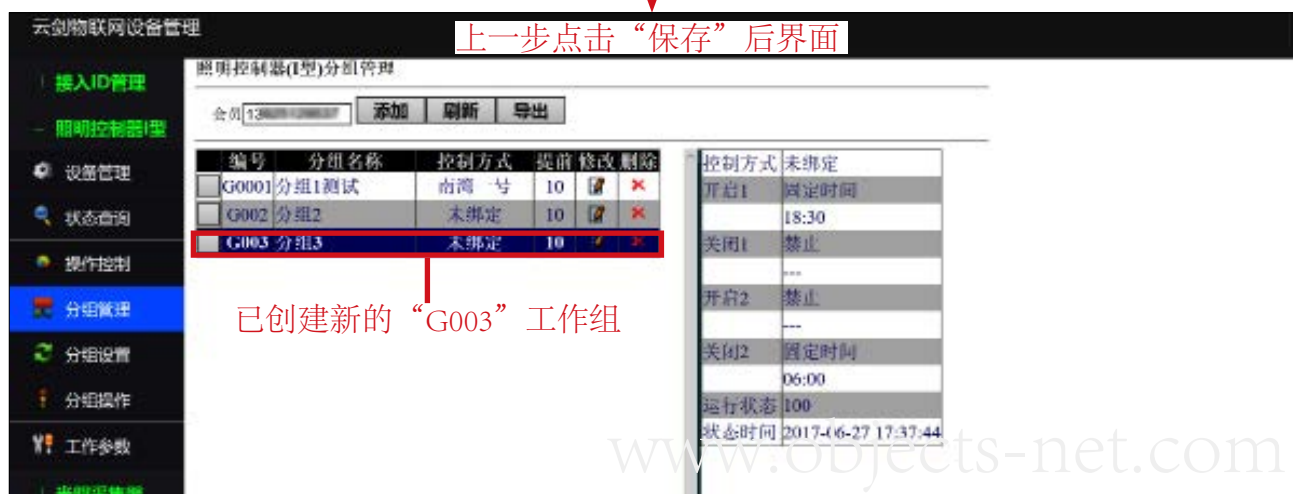 云剑物联网设备管理
上一步点击“保存”后界面
接入ID管理
照明控制器I型
设备管理
状态查询
操作控制
分组管理
分组设置
分组操作
工作参数
照明控制器(I型)分组管理
会员 添加 刷新 导出
编号 分组名称 控制方式 提前 修改 删除
G0001 分组1测试 南湾一号 10
G002 分组2 未绑定 10
G003 分组3 未绑定 10
已创建新的“G003”工作组
控制方式 未绑定
开启1 固定时间
18:30
关闭1 禁止
---
开启2 禁止
---
关闭2 固定时间
06:00
运行状态 100
状态时间 2017-06-27 17:37:44
www.objects-net.com